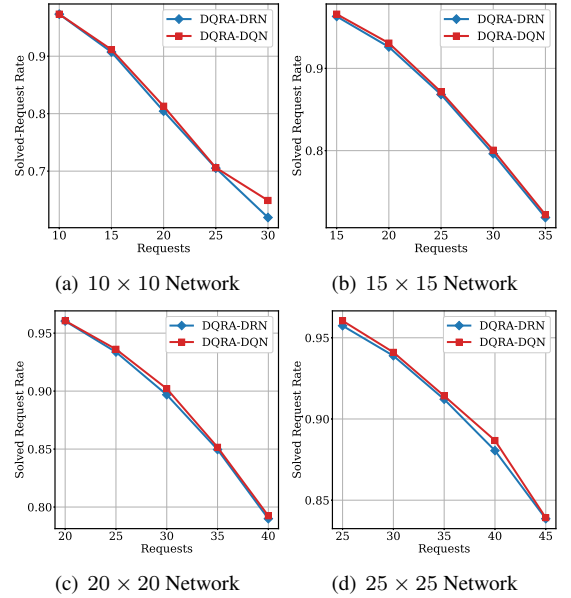 DQRA-DRN
DQRA-DQN
0.9
0.8
0.7
Solved-Request Rate
10 15 20 25 30
Requests
(a) 10 × 10 Network
DQRA-DRN
DQRA-DQN
0.9
0.8
Solved Request Rate
15 20 25 30 35
Requests
(b) 15 × 15 Network
DQRA-DRN
DQRA-DQN
0.95
0.90
0.85
0.80
Solved Request Rate
20 25 30 35 40
Requests
(c) 20 × 20 Network
DQRA-DRN
DQRA-DQN
0.95
0.90
0.85
Solved Request Rate
25 30 35 40 45
Requests
(d) 25 × 25 Network